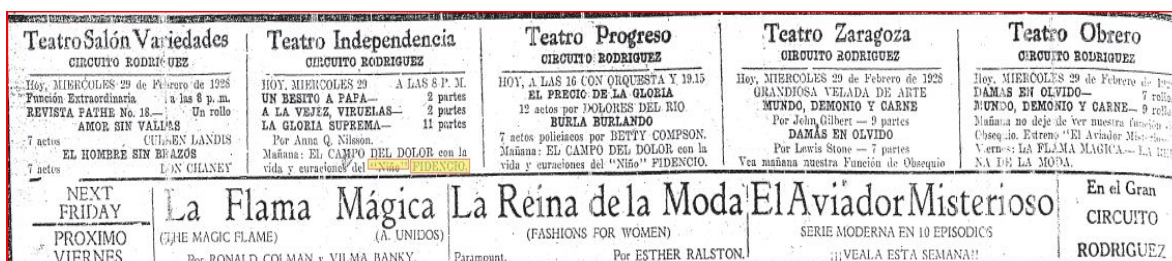 Teatro Salón Variedades
CIRCUITO RODRIGUEZ
Hoy, MIERCOLES 29 de Febrero de 1928
Función Extraordinaria a las 8 p. m.
REVISTA PATHE No. 18.— Un rollo
AMOR SIN VALLAS
7 actos CULLEN LANDIS
EL HOMBRE SIN BRAZOS
7 actos LON CHANEY
Teatro Independencia
CIRCUITO RODRIGUEZ
HOY, MIERCOLES 29 A LAS 8 P. M.
UN BESITO A PAPA— 2 partes
A LA VEJEZ, VIRUELAS— 2 partes
LA GLORIA SUPREMA— 11 partes
Por Anna Q. Nilsson.
Mañana: EL CAMPO DEL DOLOR con la
vida y curaciones del "Niño" FIDENCIO.
Teatro Progreso
CIRCUITO RODRIGUEZ
HOY, A LAS 16 CON ORQUESTA Y 19.15
EL PRECIO DE LA GLORIA
12 actos por DOLORES DEL RIO
BURLA BURLANDO
7 actos policiacos por BETTY COMPSON.
Mañana: EL CAMPO DEL DOLOR con la
vida y curaciones del "Niño" FIDENCIO.
Teatro Zaragoza
CIRCUITO RODRIGUEZ
Hoy, MIERCOLES 29 de Febrero de 1928
GRANDIOSA VELADA DE ARTE
MUNDO, DEMONIO Y CARNE
Por John Gilbert — 9 partes
DAMAS EN OLVIDO
Por Lewis Stone — 7 partes
Vea mañana nuestra Función de Obsequio
Teatro Obrero
CIRCUITO RODRIGUEZ
Hoy, MIERCOLES 29 de Febrero de
DAMAS EN OLVIDO— 7
MUNDO, DEMONIO Y CARNE— 9
Mañana no deje de ver nuestra función
Obsequio. Estreno "El Aviador
Viernes: LA FLAMA MAGICA.— LA
NA DE LA MODA.
NEXT
FRIDAY
PROXIMO
VIERNES
La Flama Mágica
(THE MAGIC FLAME) (A. UNIDOS)
Por RONALD COLMAN y VILMA BANKY.
La Reina de la Moda
(FASHIONS FOR WOMEN)
Paramount. Por ESTHER RALSTON.
El Aviador Misterioso
SERIE MODERNA EN 10 EPISODIOS
¡¡¡VEALA ESTA SEMANA!!
En el Gran
CIRCUITO
RODRIGUEZ